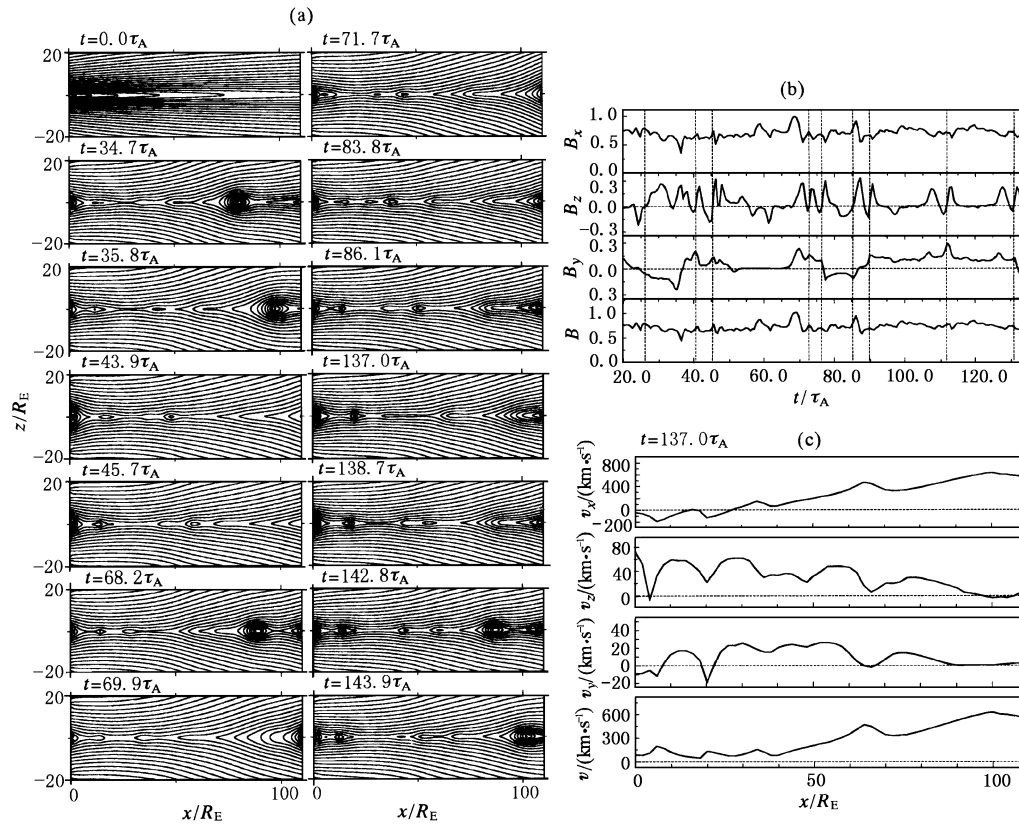 (a)
t=0.0τA
20
−20
t=34.7τA
20
−20
t=35.8τA
20
−20
t=43.9τA
20
−20
t=45.7τA
20
−20
t=68.2τA
20
−20
t=69.9τA
20
−20
z/RE
0
100
x/RE
t=71.7τA
t=83.8τA
t=86.1τA
t=137.0τA
t=138.7τA
t=142.8τA
t=143.9τA
0
100
x/RE
(b)
Bx
1.0
0.5
0.0
Bz
0.3
0.0
−0.3
By
0.3
0.0
0.3
B
1.0
0.5
0.0
20.0 40.0 60.0 80.0 100.0 120.0
t/τA
t=137.0τA (c)
vx/(km•s⁻¹)
800
400
0
−200
vz/(km•s⁻¹)
80
40
0
vy/(km•s⁻¹)
40
20
0
−20
v/(km•s⁻¹)
600
300
0
0 50 100
x/RE